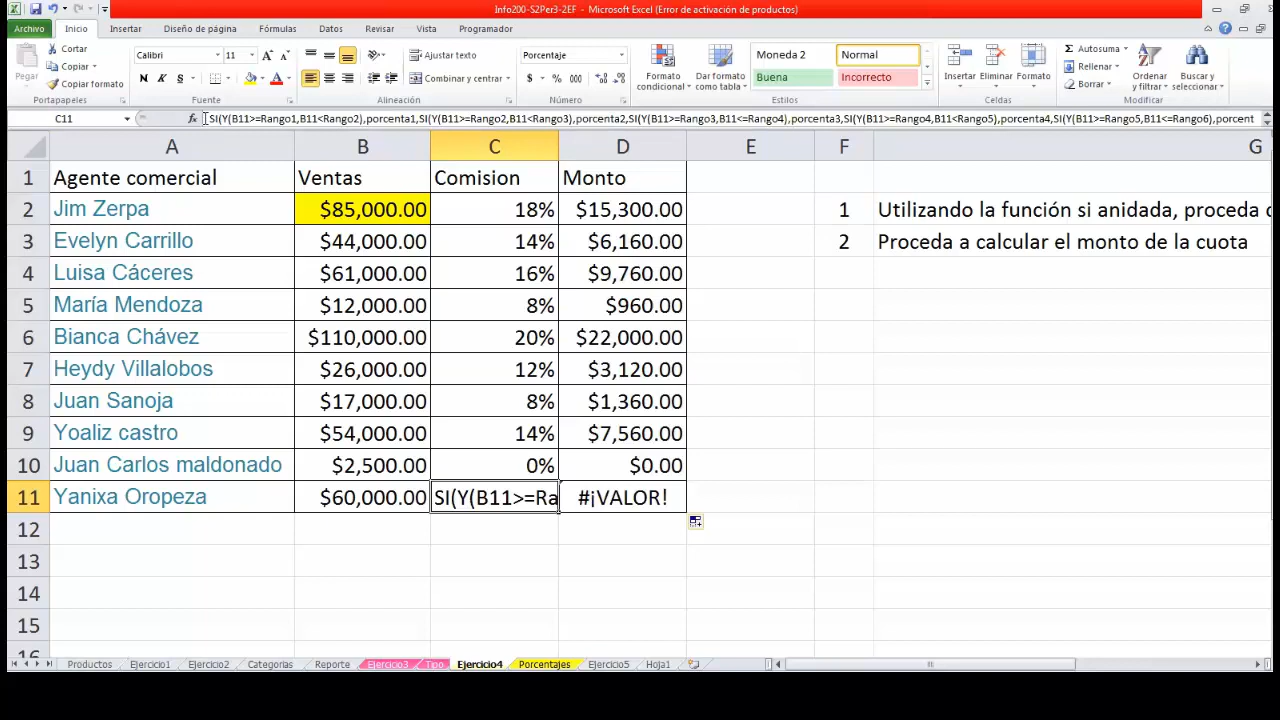 Info200-S2Per3-2EF - Microsoft Excel (Error de activación de productos)
Archivo Inicio Insertar Diseño de página Fórmulas Datos Revisar Vista Programador
Pegar
Cortar
Copiar
Copiar formato
Portapapeles
Calibri 11
N K S
Fuente
Ajustar texto
Combinar y centrar
Alineación
Porcentaje
$ % 000
Número
Formato condicional
Dar formato como tabla
Moneda 2 Normal
Buena Incorrecto
Estilos
Insertar Eliminar Formato
Celdas
Autosuma
Rellenar
Borrar
Ordenar y filtrar
Buscar y seleccionar
Modificar
C11 fx SI(Y(B11>=Rango1,B11<Rango2),porcenta1,SI(Y(B11>=Rango2,B11<Rango3),porcenta2,SI(Y(B11>=Rango3,B11<=Rango4),porcenta3,SI(Y(B11>=Rango4,B11<Rango5),porcenta4,SI(Y(B11>=Rango5,B11<=Rango6),porcent
A B C D E F G
1 Agente comercial Ventas Comision Monto
2 Jim Zerpa $85,000.00 18% $15,300.00 1 Utilizando la función si anidada, proceda
3 Evelyn Carrillo $44,000.00 14% $6,160.00 2 Proceda a calcular el monto de la cuota
4 Luisa Cáceres $61,000.00 16% $9,760.00
5 María Mendoza $12,000.00 8% $960.00
6 Bianca Chávez $110,000.00 20% $22,000.00
7 Heydy Villalobos $26,000.00 12% $3,120.00
8 Juan Sanoja $17,000.00 8% $1,360.00
9 Yoaliz castro $54,000.00 14% $7,560.00
10 Juan Carlos maldonado $2,500.00 0% $0.00
11 Yanixa Oropeza $60,000.00 SI(Y(B11>=Ra #¡VALOR!
12
13
14
15
16
Productos Ejercicio1 Ejercicio2 Categorias Reporte Ejercicio3 Tipo Ejercicio4 Porcentajes Ejercicio5 Hoja1